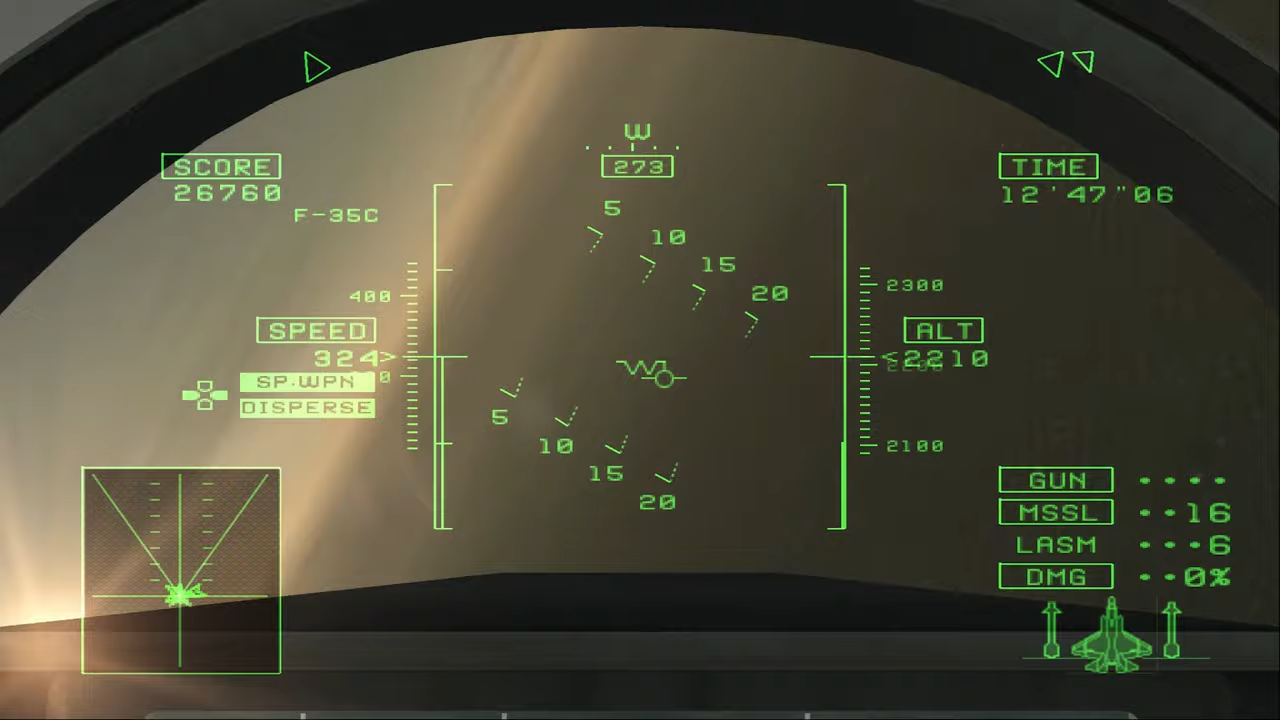 W
273
SCORE
26760
F-35C
TIME
12'47"06
5
10
15
20
400
SPEED
324>
SP.WPN
DISPERSE
2300
ALT
<2210
2100
5
10
15
20
GUN ····
MSSL ··16
LASM ···6
DMG ··0%